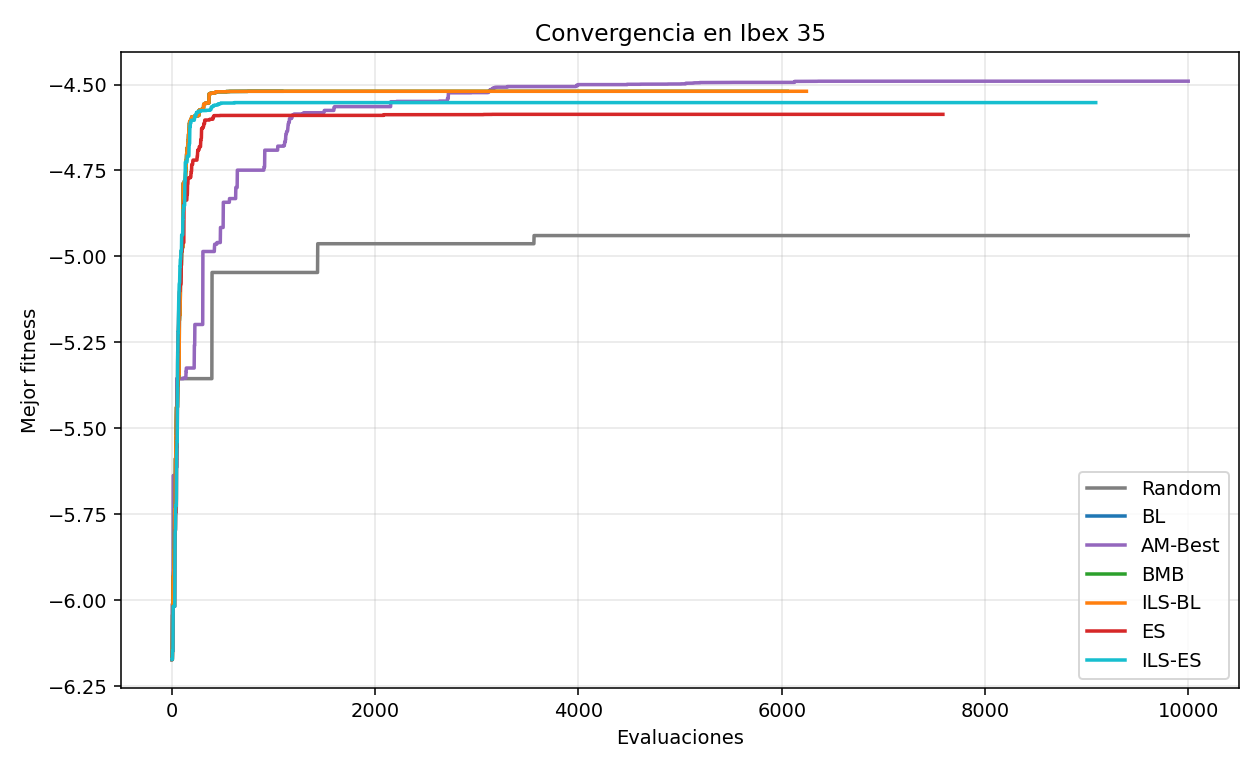 Convergencia en Ibex 35
Mejor fitness
−4.50
−4.75
−5.00
−5.25
−5.50
−5.75
−6.00
−6.25
0
2000
4000
6000
8000
10000
Evaluaciones
Random
BL
AM-Best
BMB
ILS-BL
ES
ILS-ES